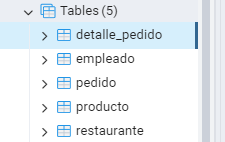 Tables (5)
detalle_pedido
empleado
pedido
producto
restaurante